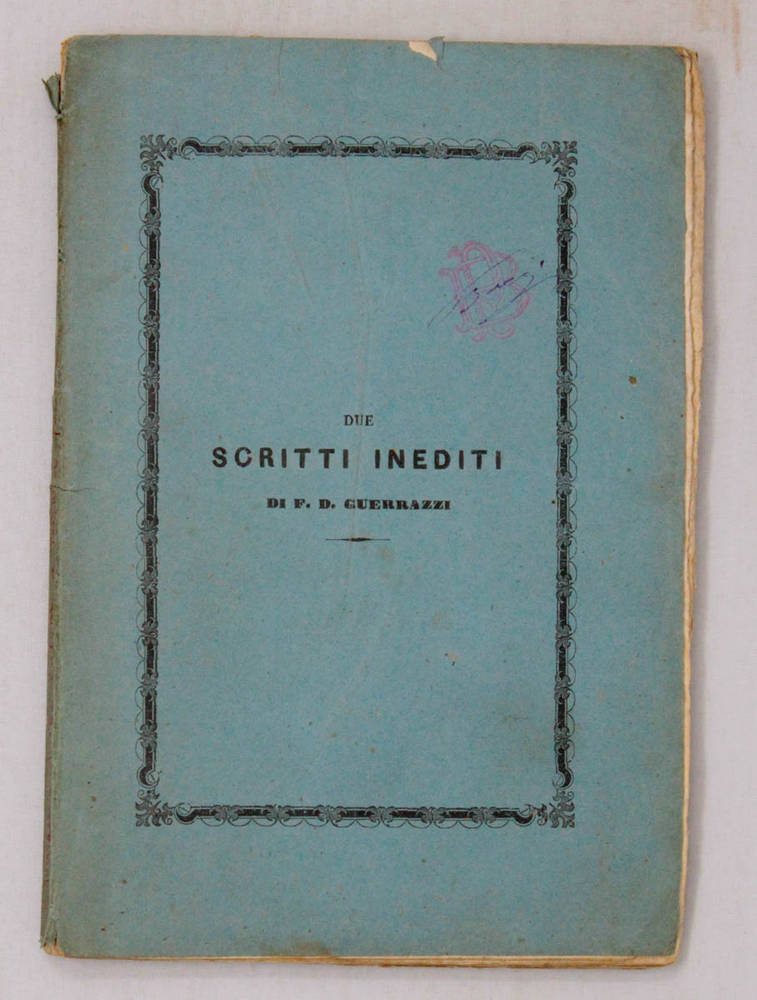 DUE
SCRITTI INEDITI
DI F. D. GUERRAZZI